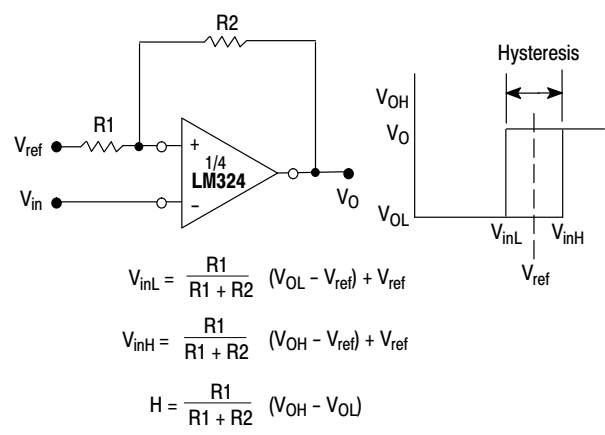 R2
Hysteresis
R1
V_OH
V_ref
+
1/4
LM324
V_O
V_in
–
V_O
V_OL
V_inL
V_inH
V_ref
V_inL = R1 / (R1 + R2) (V_OL – V_ref) + V_ref
V_inH = R1 / (R1 + R2) (V_OH – V_ref) + V_ref
H = R1 / (R1 + R2) (V_OH – V_OL)